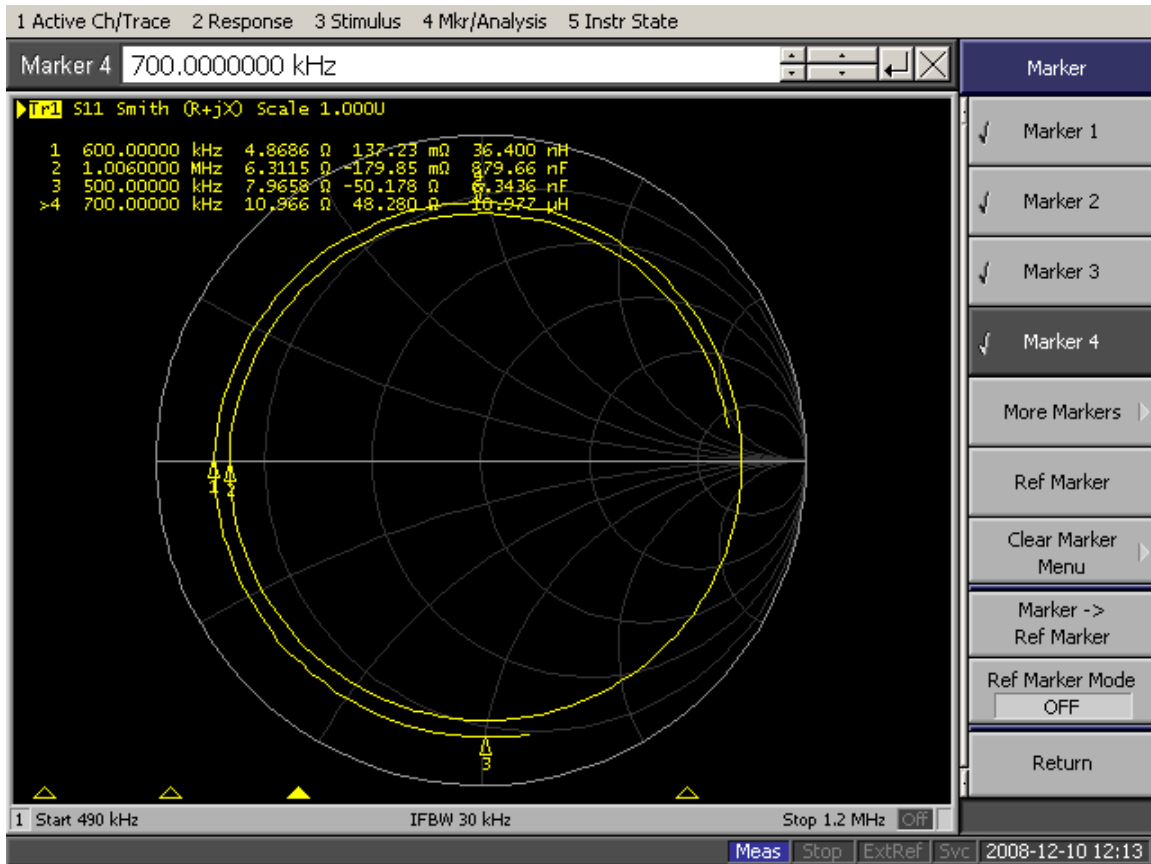 1 Active Ch/Trace 2 Response 3 Stimulus 4 Mkr/Analysis 5 Instr State
Marker 4 700.0000000 kHz
Tr1 S11 Smith (R+jX) Scale 1.000U
1 600.00000 kHz 4.8686 Ω 137.23 mΩ 36.400 nH
2 1.0060000 MHz 6.3115 Ω -179.85 mΩ 879.66 nF
3 500.00000 kHz 7.9658 Ω -50.178 Ω 6.3436 nF
>4 700.00000 kHz 10.966 Ω 48.280 Ω 10.977 μH
1
2
3
1 Start 490 kHz
IFBW 30 kHz
Stop 1.2 MHz Off
Marker
Marker 1
Marker 2
Marker 3
Marker 4
More Markers
Ref Marker
Clear Marker
Menu
Marker ->
Ref Marker
Ref Marker Mode
OFF
Return
Meas Stop ExtRef Svc 2008-12-10 12:13